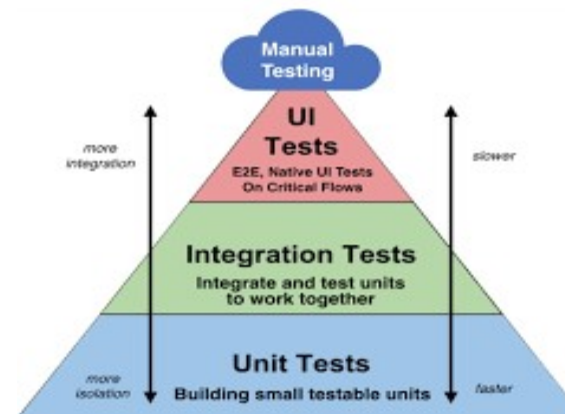 Manual
Testing
UI
Tests
E2E, Native UI Tests
On Critical Flows
more
integration
slower
Integration Tests
Integrate and test units
to work together
Unit Tests
Building small testable units
more
isolation
faster